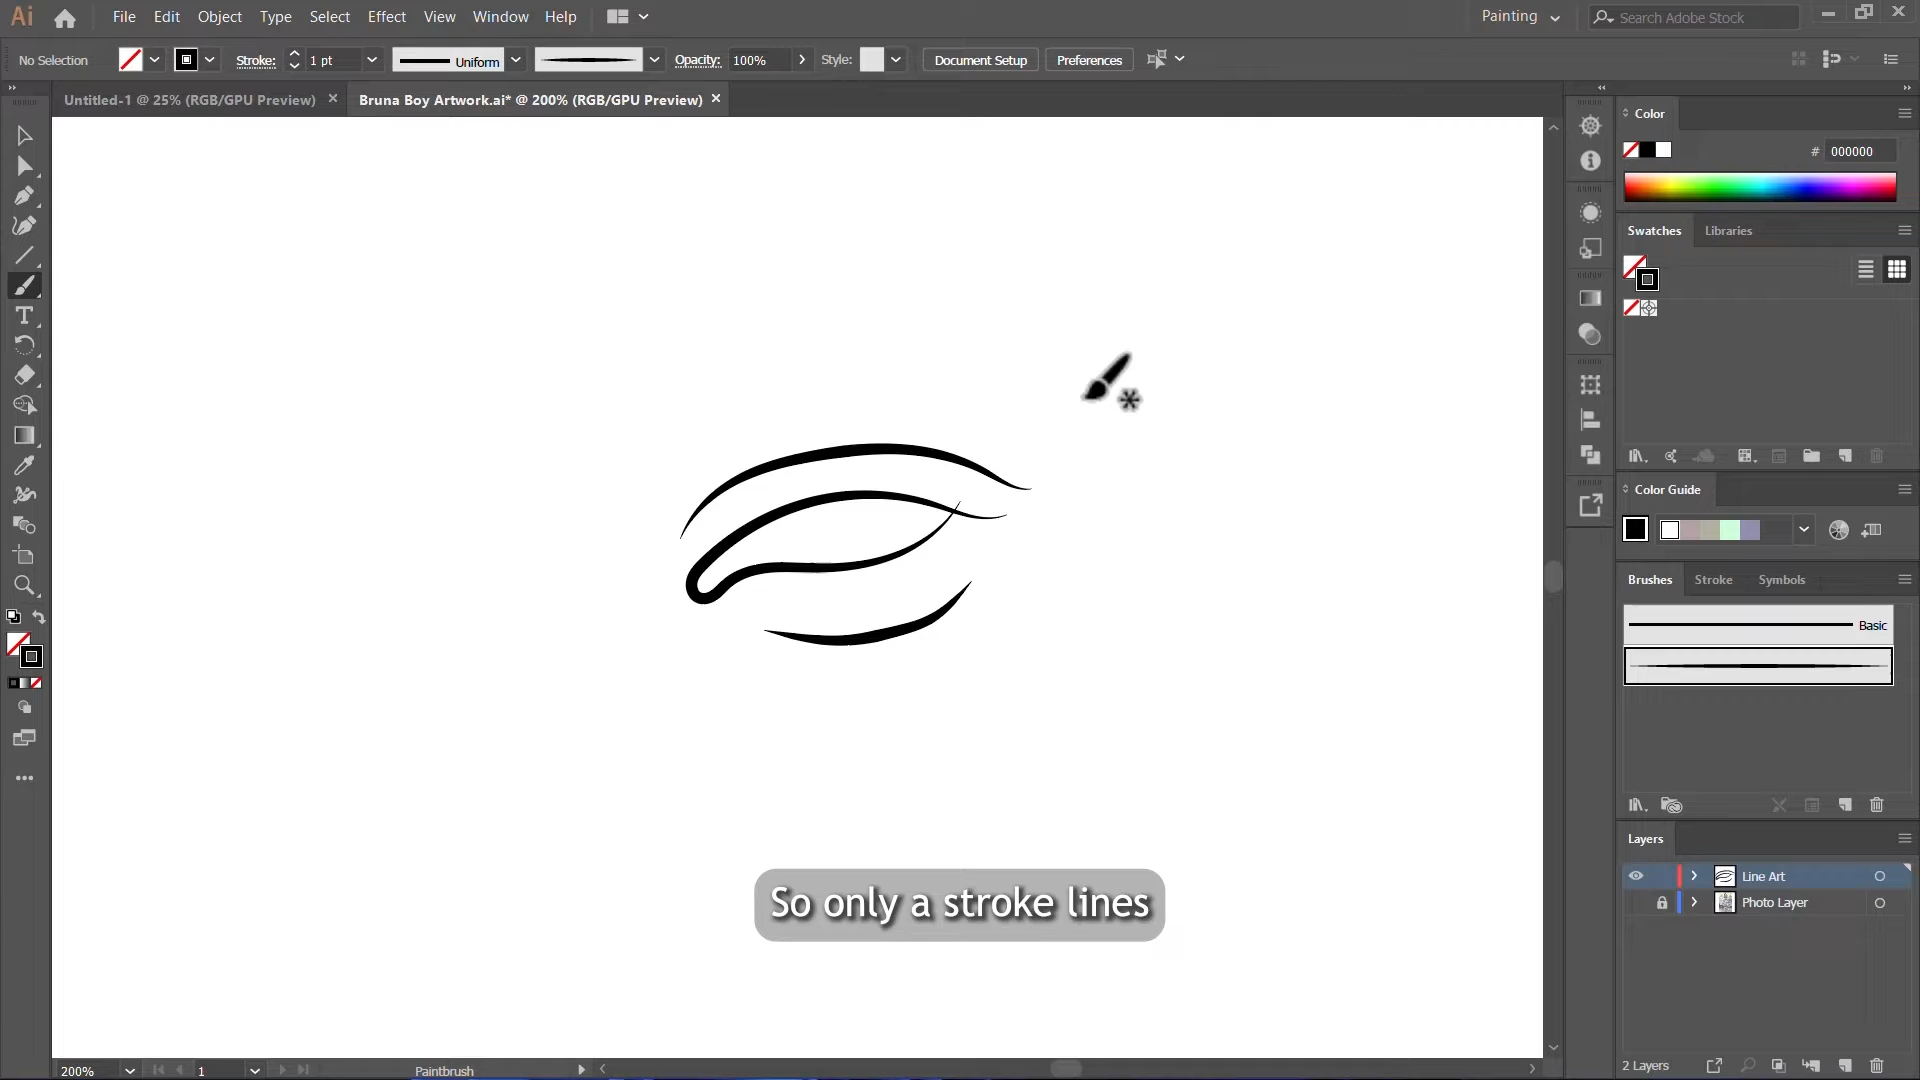 Ai File Edit Object Type Select Effect View Window Help Painting Search Adobe Stock
No Selection Stroke: 1 pt Uniform Opacity: 100% Style: Document Setup Preferences
Untitled-1 @ 25% (RGB/GPU Preview) Bruna Boy Artwork.ai* @ 200% (RGB/GPU Preview)
Color
# 000000
Swatches Libraries
Color Guide
Brushes Stroke Symbols
Basic
Layers
Line Art
Photo Layer
So only a stroke lines
2 Layers
200% 1 Paintbrush